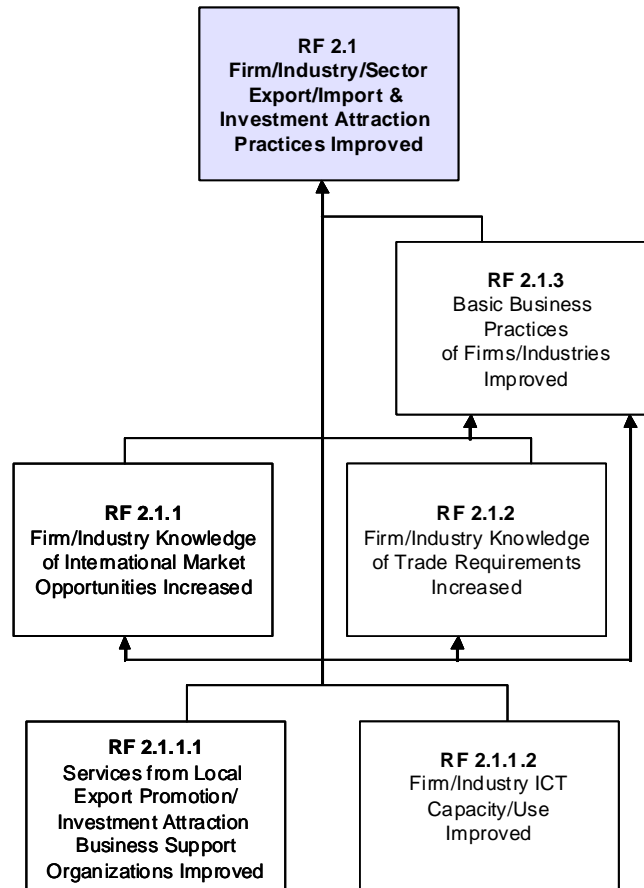 RF 2.1
Firm/Industry/Sector
Export/Import &
Investment Attraction
Practices Improved
RF 2.1.3
Basic Business
Practices
of Firms/Industries
Improved
RF 2.1.1
Firm/Industry Knowledge
of International Market
Opportunities Increased
RF 2.1.2
Firm/Industry Knowledge
of Trade Requirements
Increased
RF 2.1.1.1
Services from Local
Export Promotion/
Investment Attraction
Business Support
Organizations Improved
RF 2.1.1.2
Firm/Industry ICT
Capacity/Use
Improved